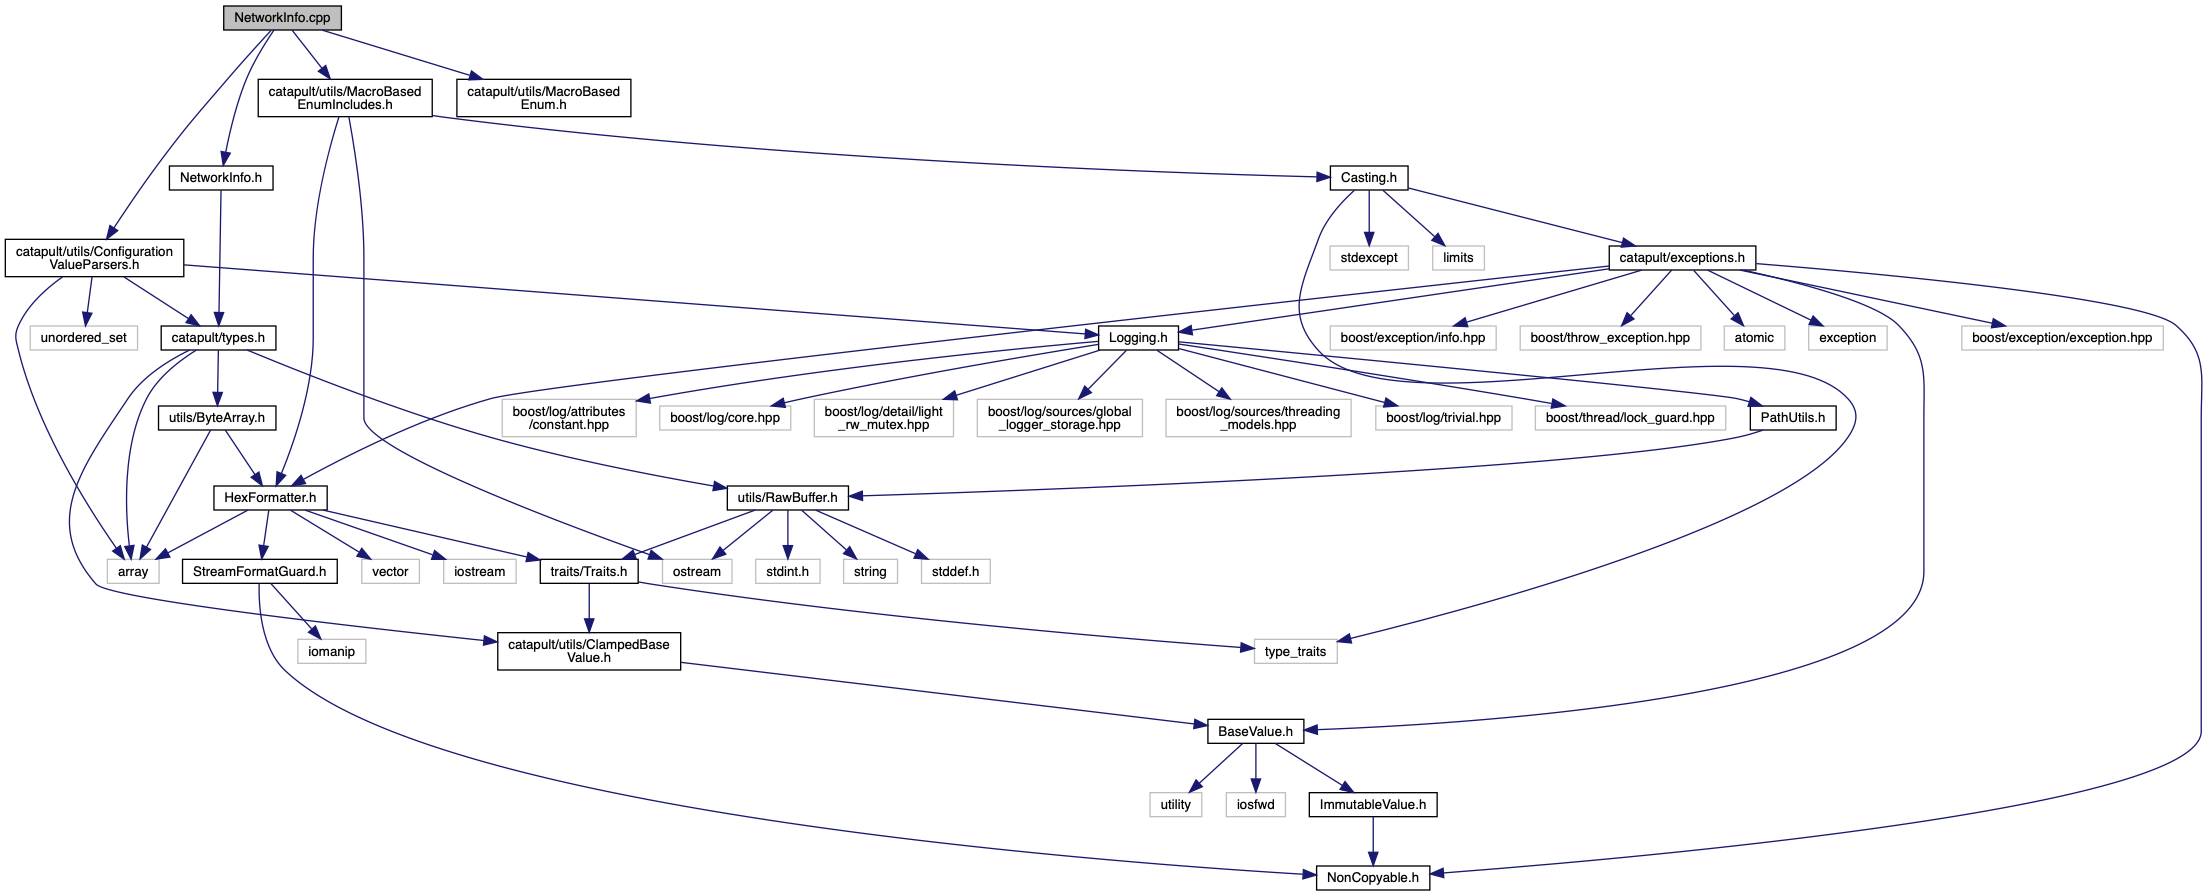 NetworkInfo.cpp
catapult/utils/MacroBased
EnumIncludes.h
catapult/utils/MacroBased
Enum.h
NetworkInfo.h
Casting.h
catapult/utils/Configuration
ValueParsers.h
stdexcept
limits
catapult/exceptions.h
unordered_set
catapult/types.h
Logging.h
boost/exception/info.hpp
boost/throw_exception.hpp
atomic
exception
boost/exception/exception.hpp
utils/ByteArray.h
boost/log/attributes
/constant.hpp
boost/log/core.hpp
boost/log/detail/light
_rw_mutex.hpp
boost/log/sources/global
_logger_storage.hpp
boost/log/sources/threading
_models.hpp
boost/log/trivial.hpp
boost/thread/lock_guard.hpp
PathUtils.h
HexFormatter.h
utils/RawBuffer.h
array
StreamFormatGuard.h
vector
iostream
traits/Traits.h
ostream
stdint.h
string
stddef.h
iomanip
catapult/utils/ClampedBase
Value.h
type_traits
BaseValue.h
utility
iosfwd
ImmutableValue.h
NonCopyable.h